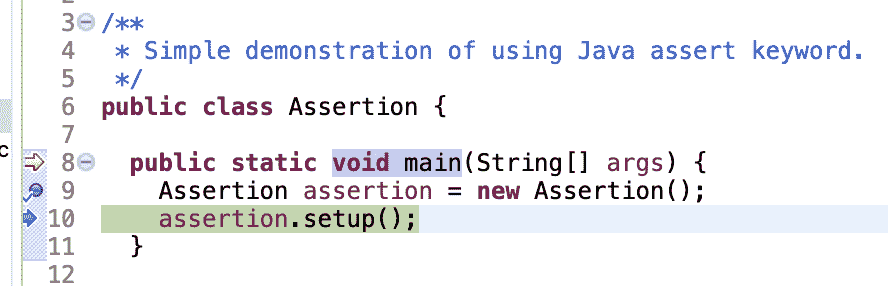 3 /**
4  * Simple demonstration of using Java assert keyword.
5  */
6 public class Assertion {
7
c
8   public static void main(String[] args) {
9     Assertion assertion = new Assertion();
10     assertion.setup();
11   }
12